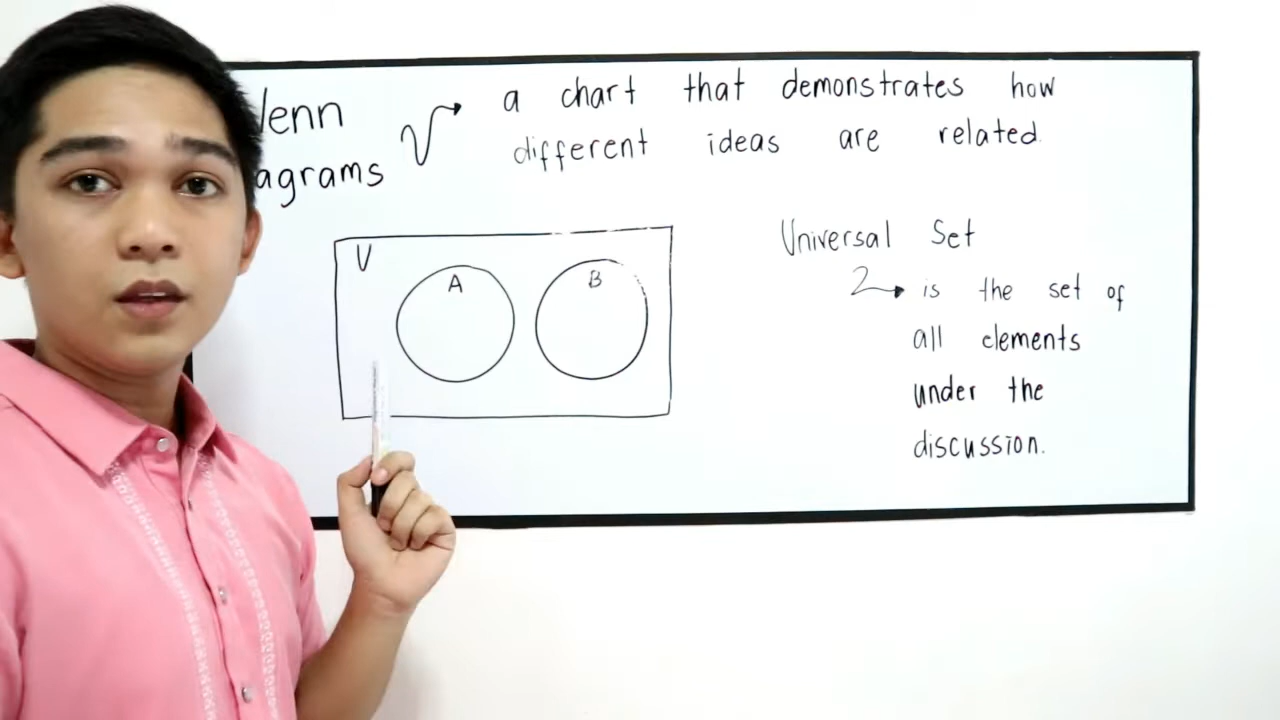 Venn
agrams
a chart that demonstrates how
different ideas are related.
U
A
B
Universal Set
is the set of
all elements
under the
discussion.